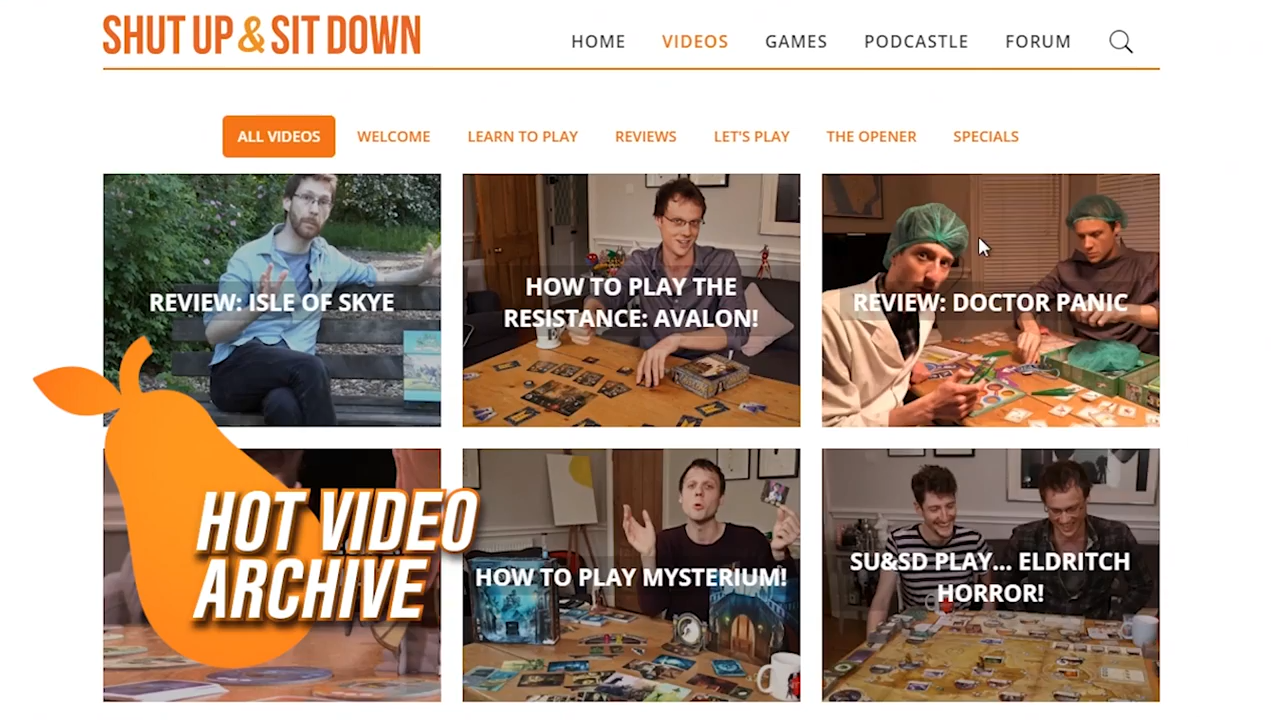 SHUT UP & SIT DOWN
HOME VIDEOS GAMES PODCASTLE FORUM
ALL VIDEOS WELCOME LEARN TO PLAY REVIEWS LET'S PLAY THE OPENER SPECIALS
REVIEW: ISLE OF SKYE
HOW TO PLAY THE
RESISTANCE: AVALON!
REVIEW: DOCTOR PANIC
HOT VIDEO
ARCHIVE
HOW TO PLAY MYSTERIUM!
SU&SD PLAY... ELDRITCH
HORROR!